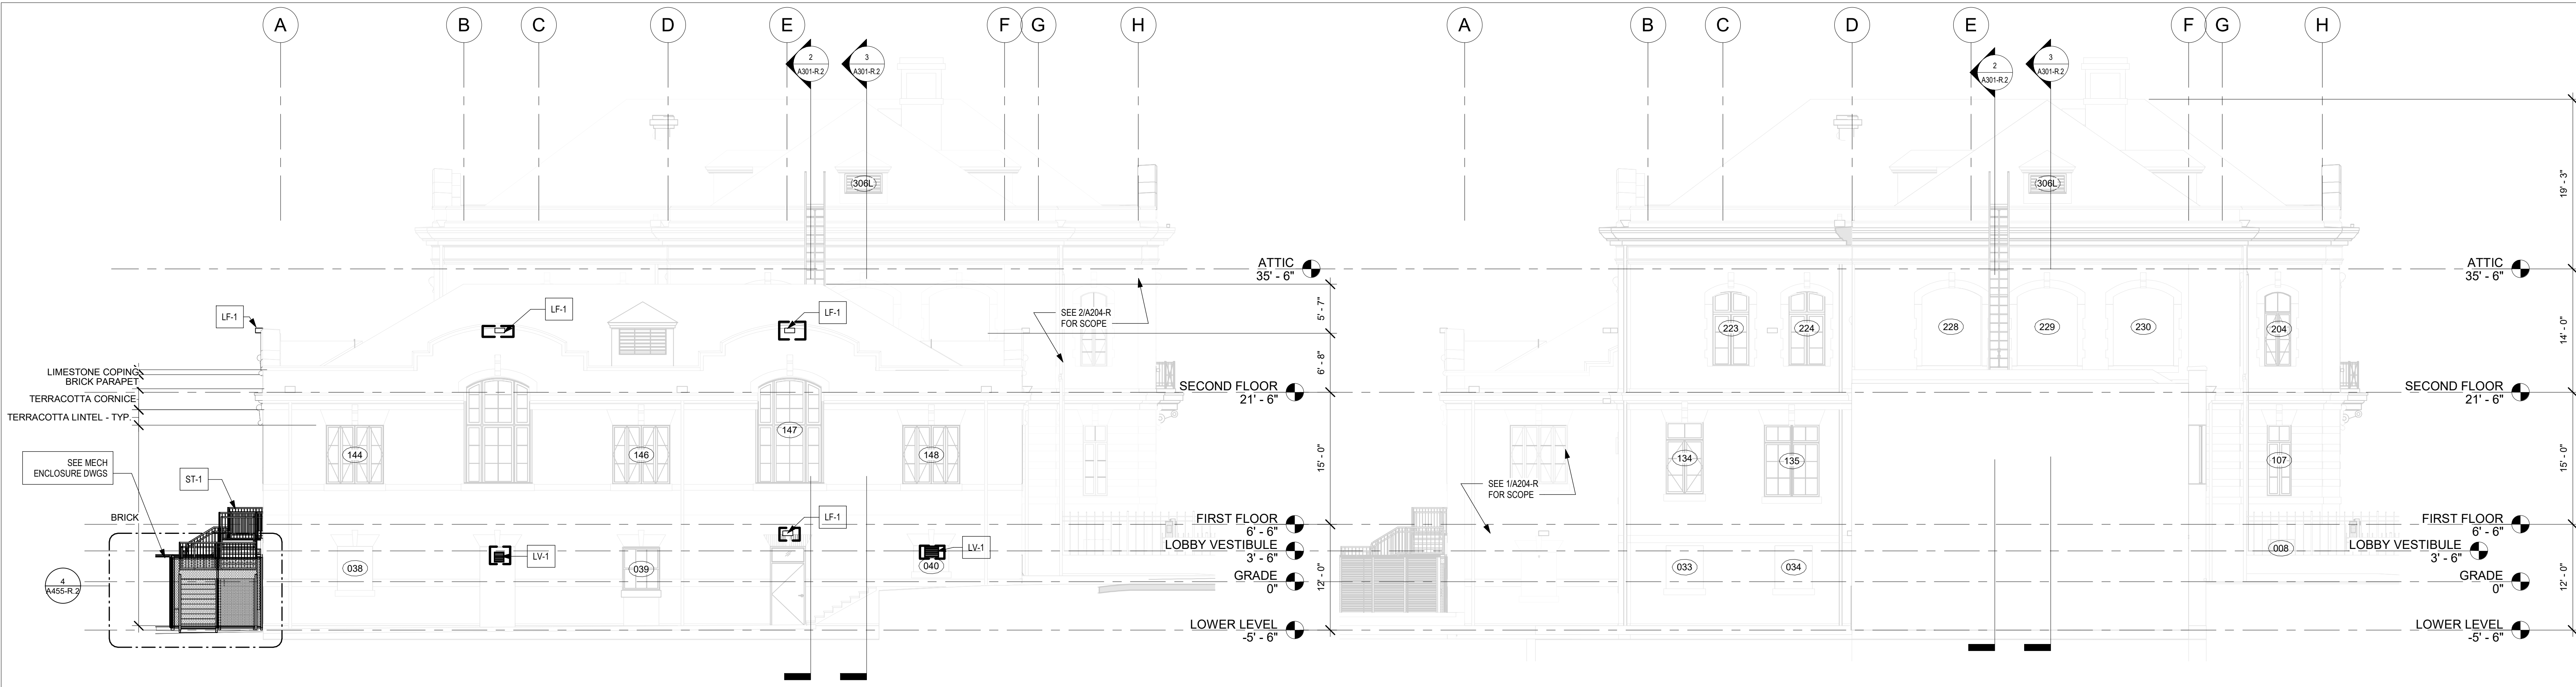 A B C D E F G H
A B C D E F G H
2
A301-R.2
3
A301-R.2
2
A301-R.2
3
A301-R.2
306L
306L
19' - 3"
ATTIC
35' - 6"
ATTIC
35' - 6"
LF-1
LF-1
LF-1
SEE 2/A204-R
FOR SCOPE
5' - 7"
6' - 8"
223
224
228
229
230
204
14' - 0"
LIMESTONE COPING
BRICK PARAPET
TERRACOTTA CORNICE
TERRACOTTA LINTEL - TYP.
SECOND FLOOR
21' - 6"
SECOND FLOOR
21' - 6"
144
146
147
148
134
135
107
15' - 0"
15' - 0"
SEE MECH
ENCLOSURE DWGS
ST-1
SEE 1/A204-R
FOR SCOPE
BRICK
LF-1
FIRST FLOOR
6' - 6"
FIRST FLOOR
6' - 6"
LV-1
LV-1
LOBBY VESTIBULE
3' - 6"
008
LOBBY VESTIBULE
3' - 6"
038
039
040
033
034
4
A455-R.2
GRADE
0"
12' - 0"
GRADE
0"
12' - 0"
LOWER LEVEL
-5' - 6"
LOWER LEVEL
-5' - 6"